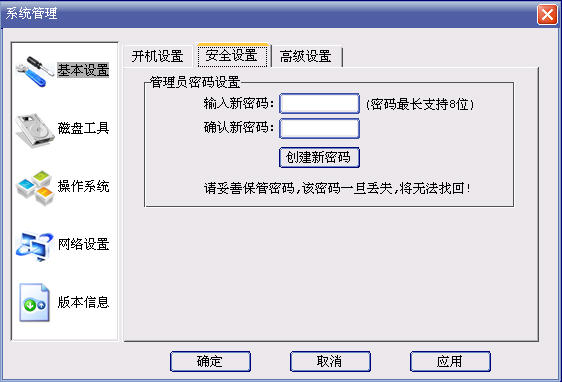 系统管理
基本设置
磁盘工具
操作系统
网络设置
版本信息
开机设置 安全设置 高级设置
管理员密码设置
输入新密码: (密码最长支持8位)
确认新密码:
创建新密码
请妥善保管密码,该密码一旦丢失,将无法找回!
确定 取消 应用